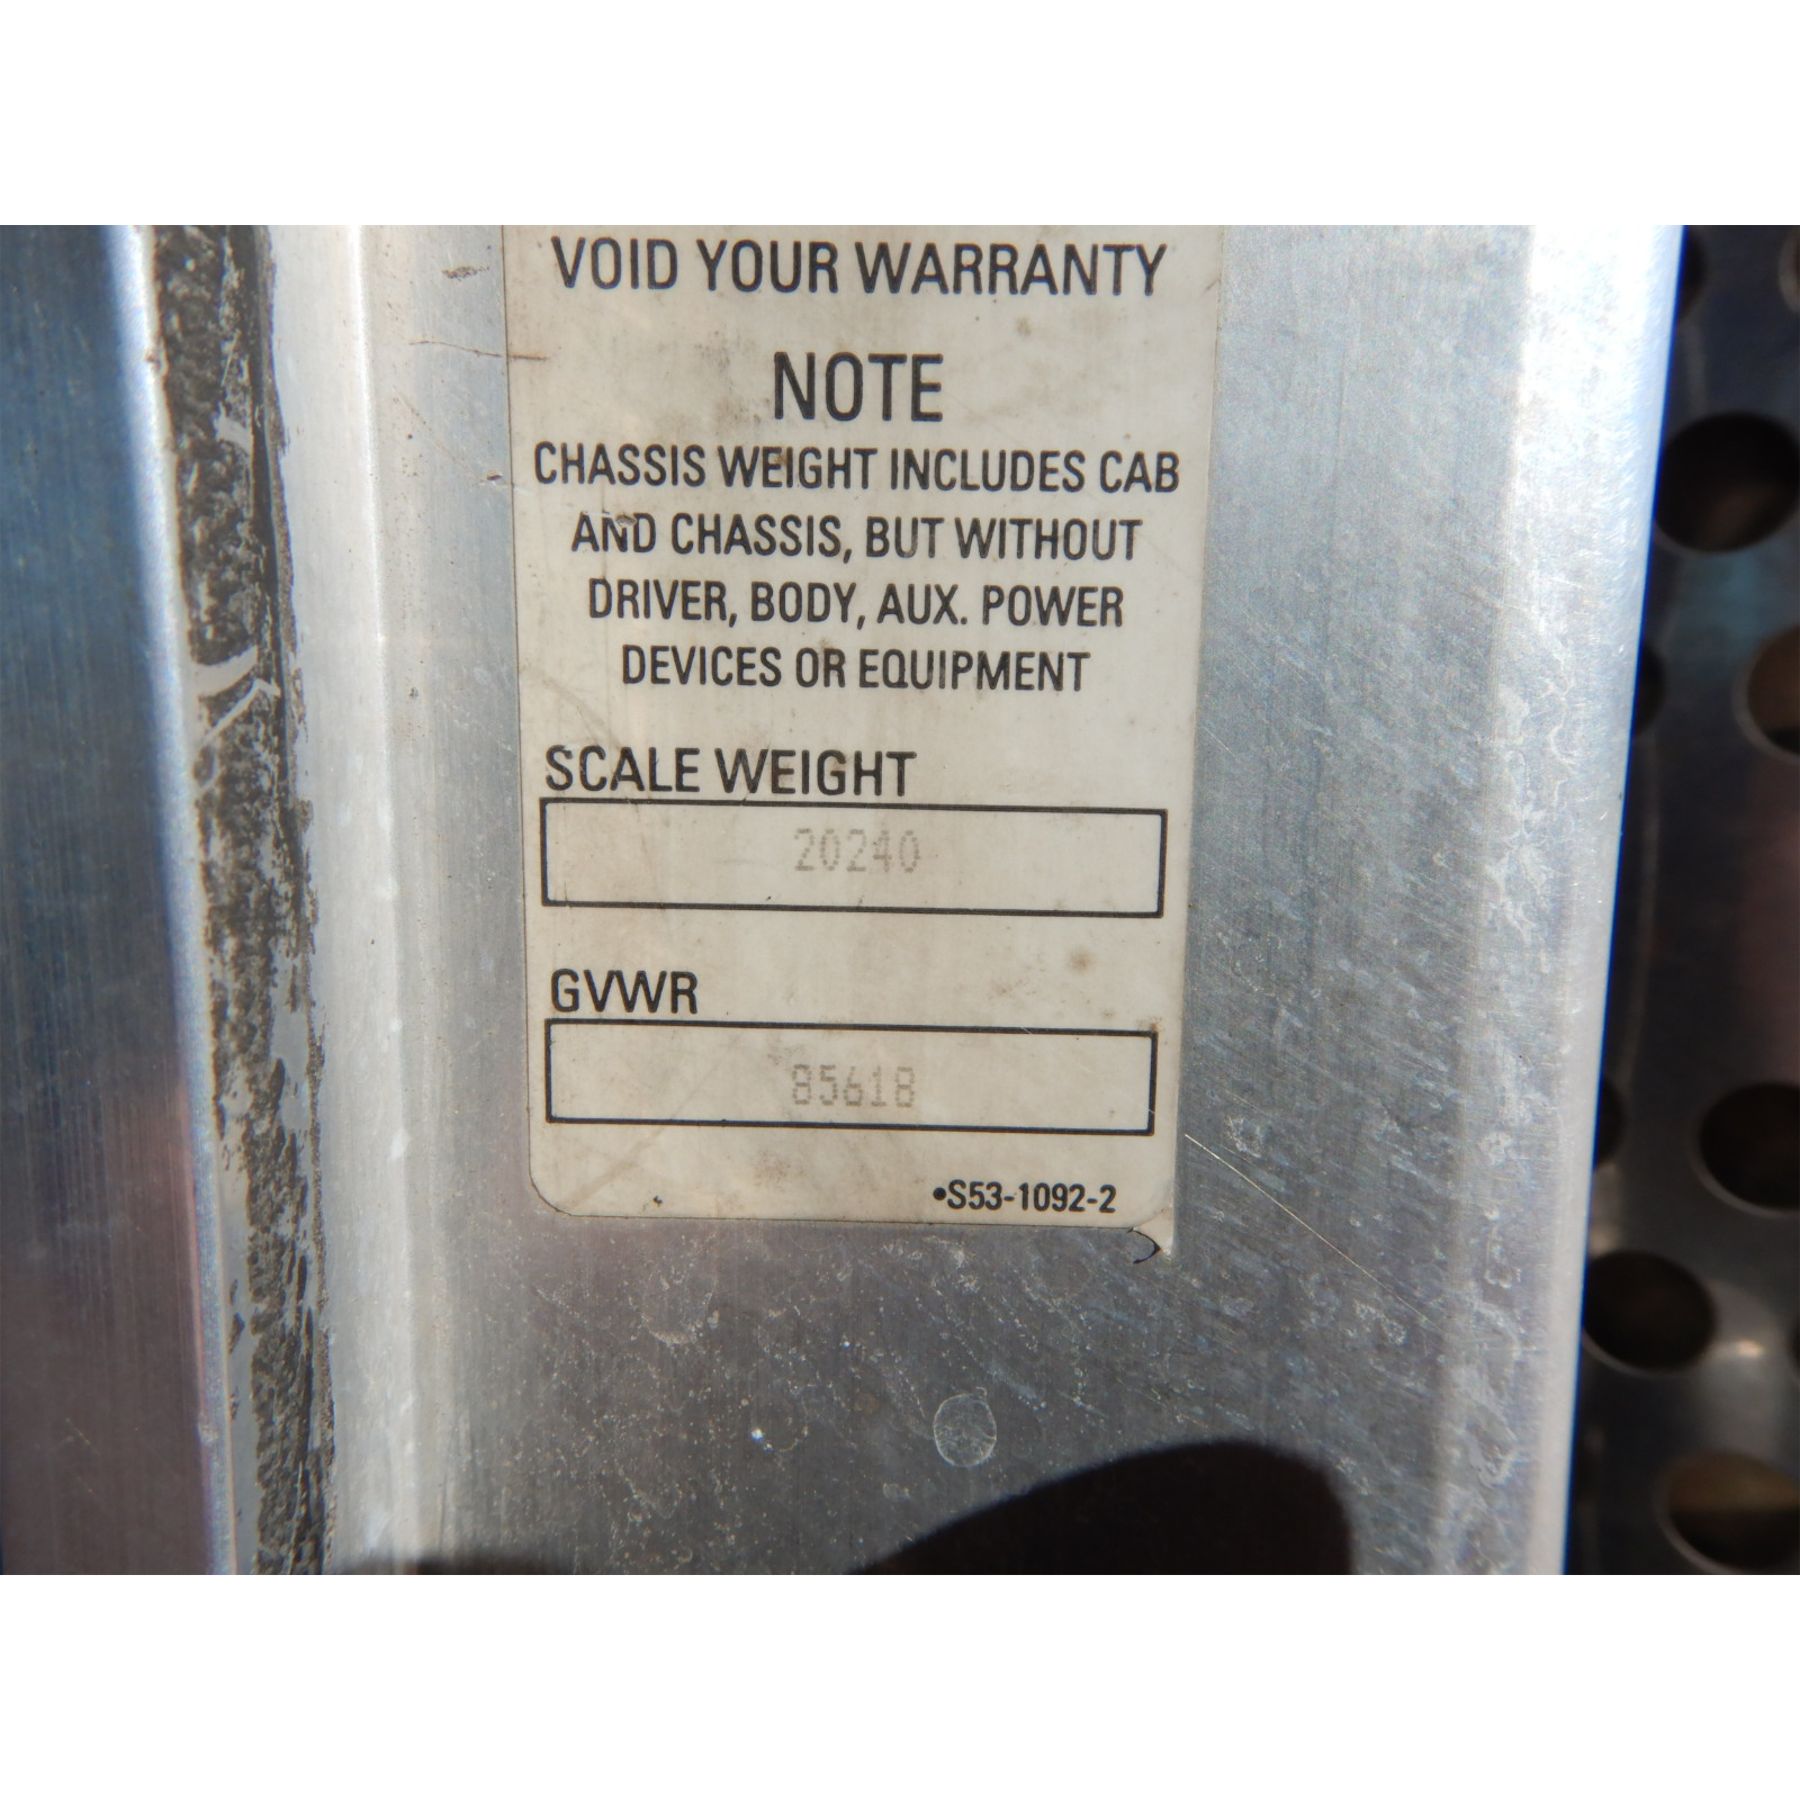 VOID YOUR WARRANTY
NOTE
CHASSIS WEIGHT INCLUDES CAB
AND CHASSIS, BUT WITHOUT
DRIVER, BODY, AUX. POWER
DEVICES OR EQUIPMENT
SCALE WEIGHT
20240
GVWR
85618
•S53-1092-2